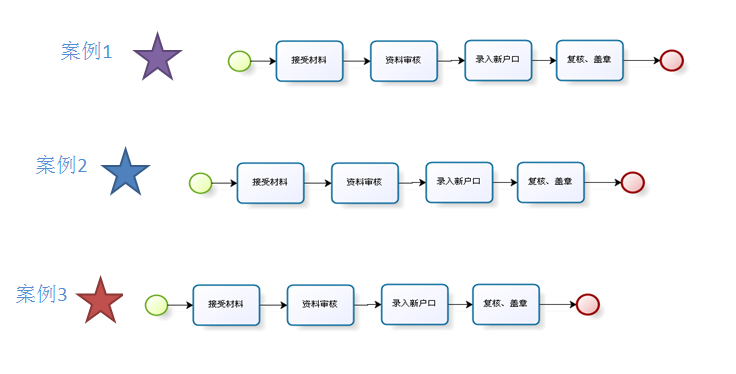 案例1
接受材料
资料审核
录入新户口
复核、盖章
案例2
接受材料
资料审核
录入新户口
复核、盖章
案例3
接受材料
资料审核
录入新户口
复核、盖章